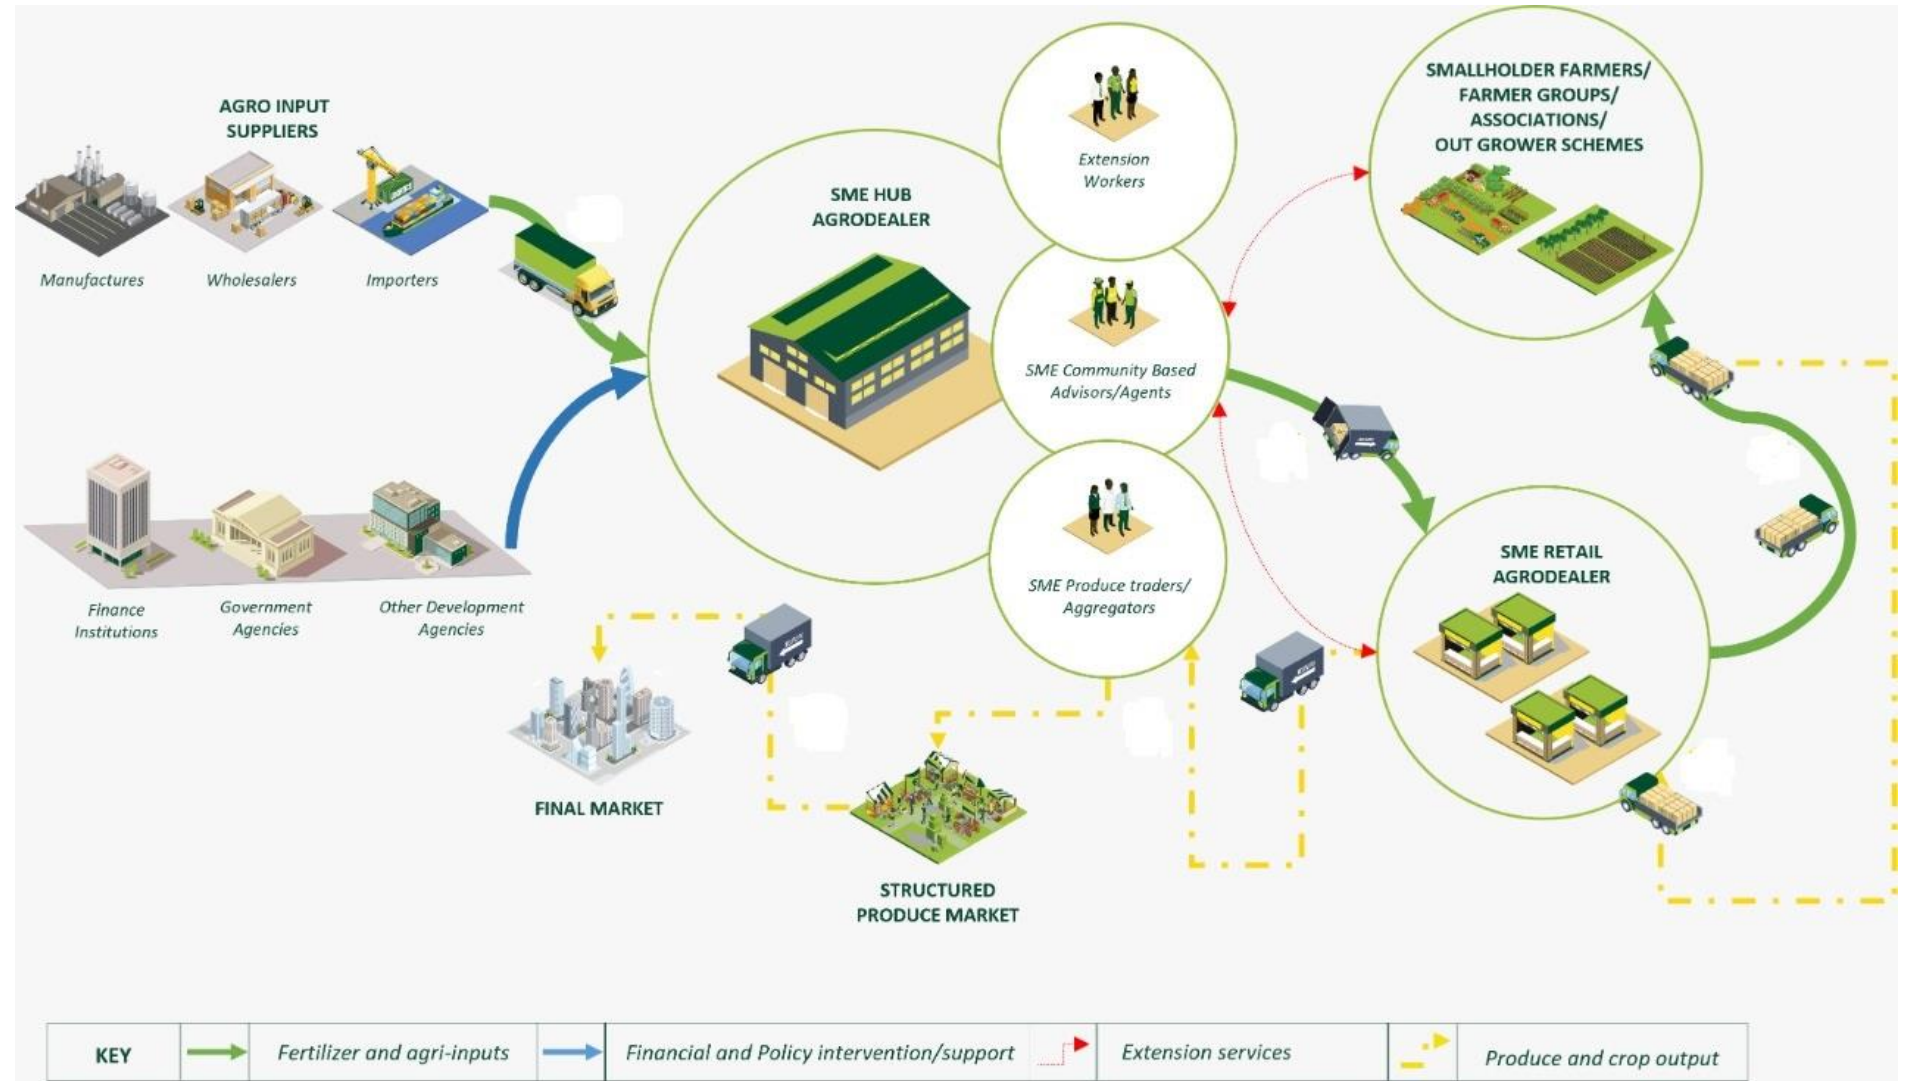 AGRO INPUT
SUPPLIERS
Manufactures
Wholesalers
Importers
SME HUB
AGRODEALER
Extension
Workers
SME Community Based
Advisors/Agents
SME Produce traders/
Aggregators
SMALLHOLDER FARMERS/
FARMER GROUPS/
ASSOCIATIONS/
OUT GROWER SCHEMES
Finance
Institutions
Government
Agencies
Other Development
Agencies
SME RETAIL
AGRODEALER
FINAL MARKET
STRUCTURED
PRODUCE MARKET
KEY
Fertilizer and agri-inputs
Financial and Policy intervention/support
Extension services
Produce and crop output